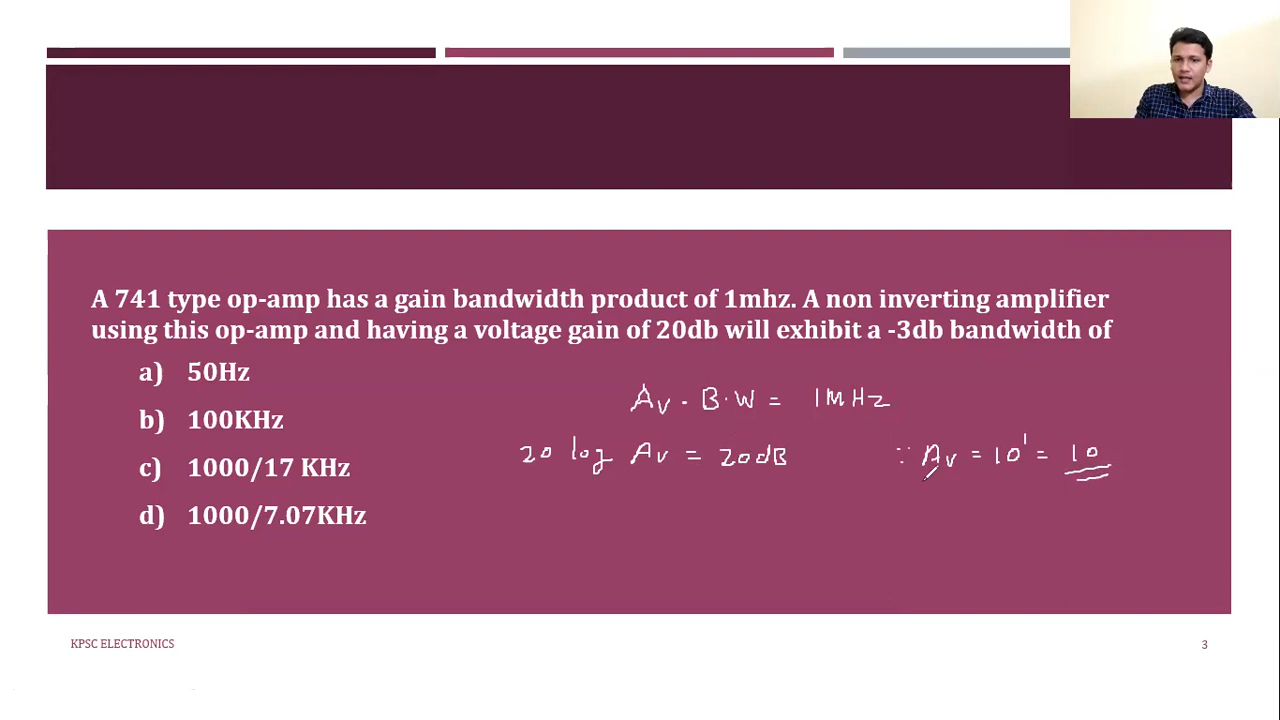 A 741 type op-amp has a gain bandwidth product of 1mhz. A non inverting amplifier
using this op-amp and having a voltage gain of 20db will exhibit a -3db bandwidth of
a) 50Hz
b) 100KHz
c) 1000/17 KHz
d) 1000/7.07KHz
Av . B.W = 1MHz
20 log Av = 20dB ∵ Av = 10¹ = 10
KPSC ELECTRONICS
3